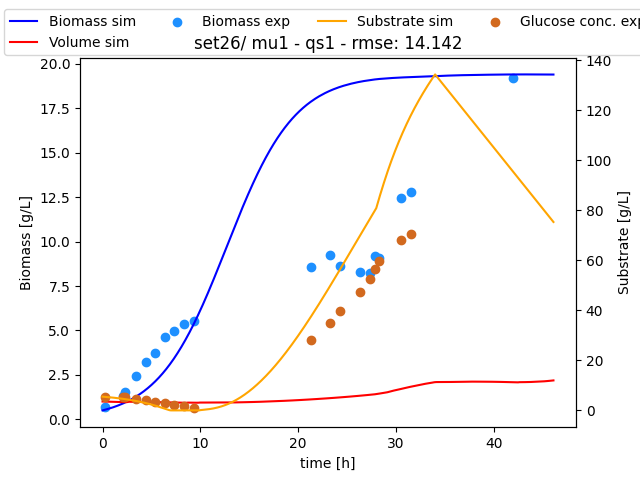 Biomass sim
Biomass exp
Substrate sim
Glucose conc. exp
Volume sim
set26/ mu1 - qs1 - rmse: 14.142
20.0
17.5
15.0
12.5
10.0
7.5
5.0
2.5
0.0
Biomass [g/L]
140
120
100
80
60
40
20
0
Substrate [g/L]
0
10
20
30
40
time [h]